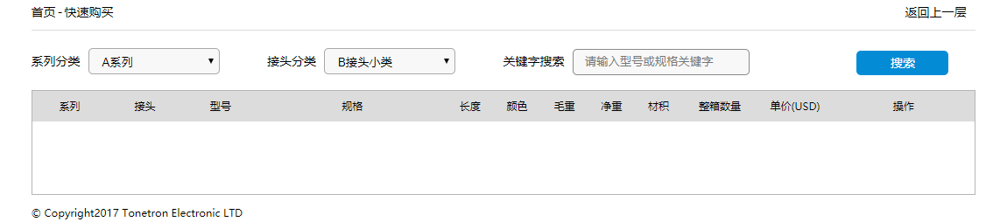 首页 - 快速购买 返回上一层
系列分类 A系列 接头分类 B接头小类 关键字搜索 请输入型号或规格关键字 搜索
系列 接头 型号 规格 长度 颜色 毛重 净重 材积 整箱数量 单价(USD) 操作
© Copyright2017 Tonetron Electronic LTD